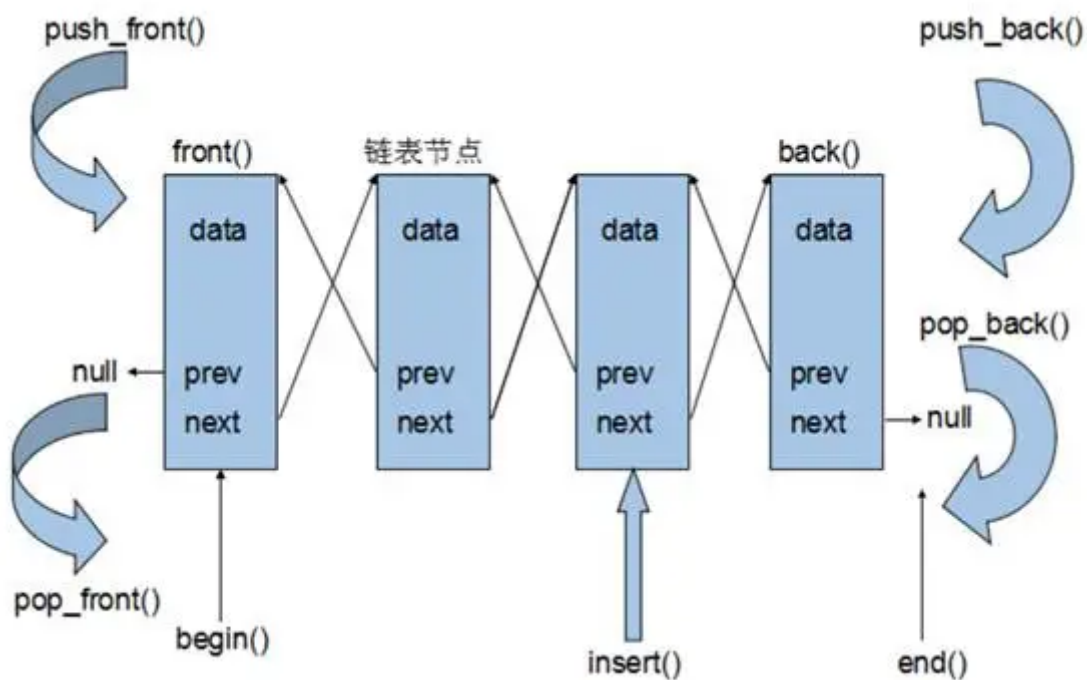 push_front()
push_back()
front()
链表节点
back()
data
data
data
data
pop_back()
null
prev
prev
prev
prev
next
next
next
next
null
pop_front()
begin()
insert()
end()